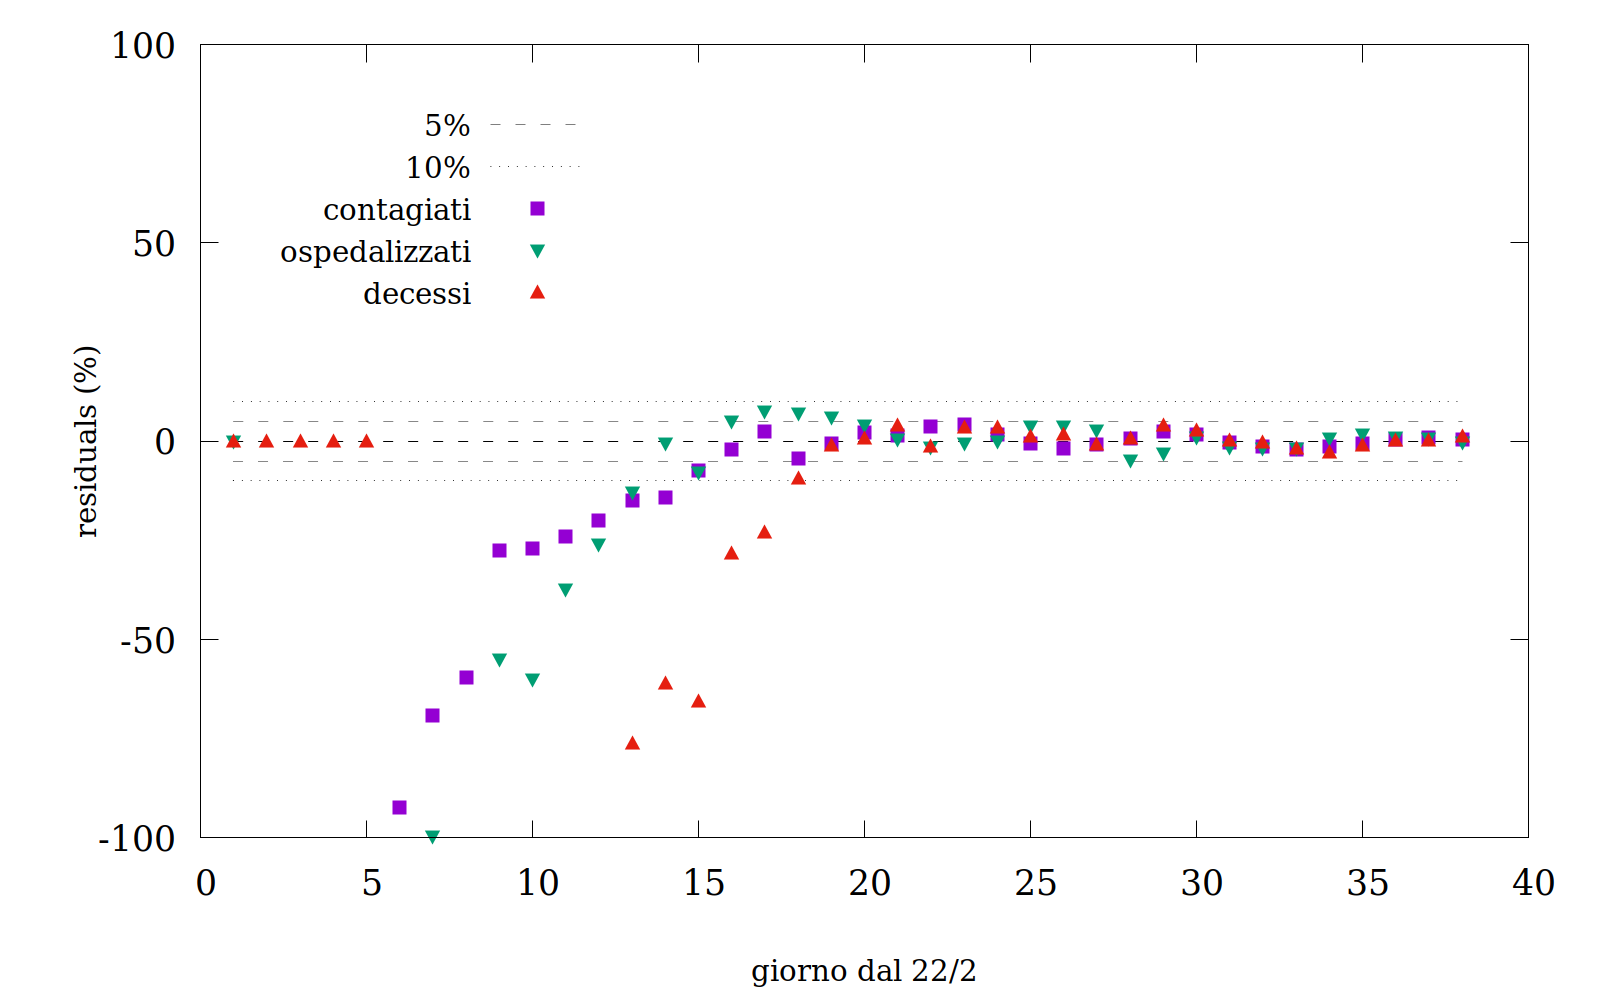 100
50
0
-50
-100
residuals (%)
5%
10%
contagiati
ospedalizzati
decessi
0 5 10 15 20 25 30 35 40
giorno dal 22/2